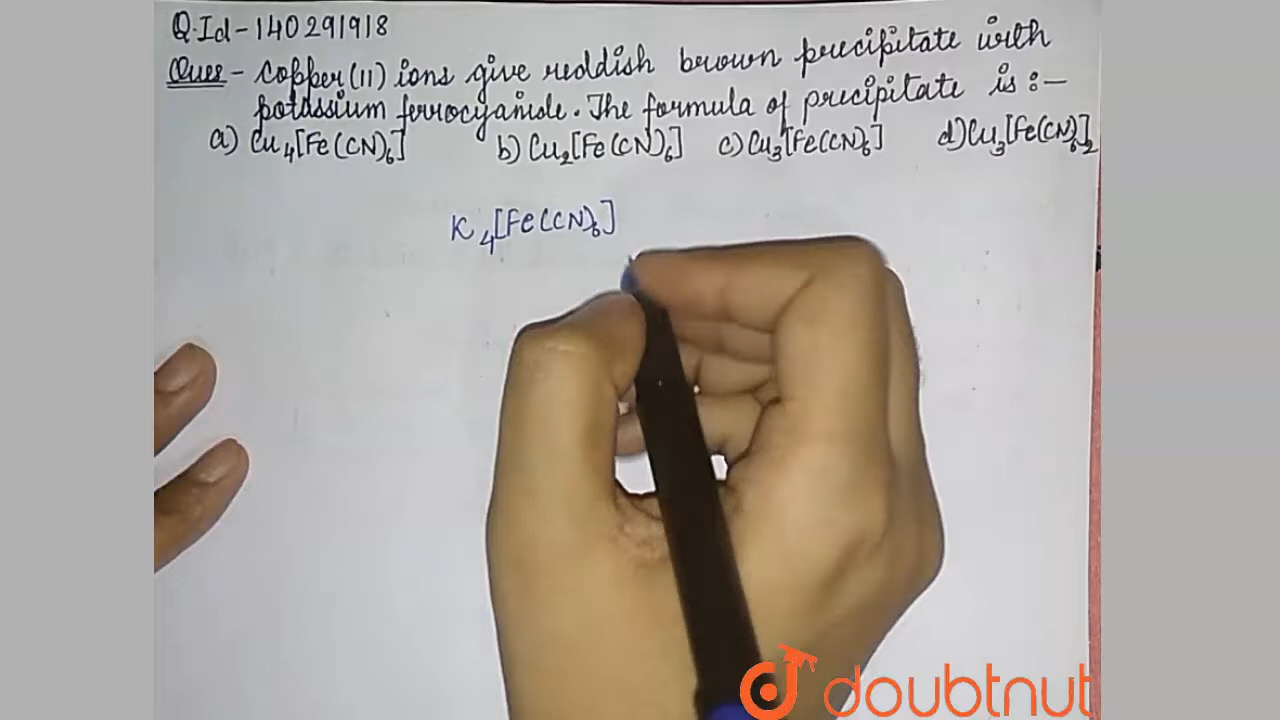 Q.Id-140291918
Ques - Copper(II) ions give reddish brown precipitate with
potassium ferrocyanide. The formula of precipitate is :-
a) Cu4[Fe(CN)6] b) Cu2[Fe(CN)6] c) Cu3[Fe(CN)6] d) Cu3[Fe(CN)6]2
K4[Fe(CN)6]
doubtnut